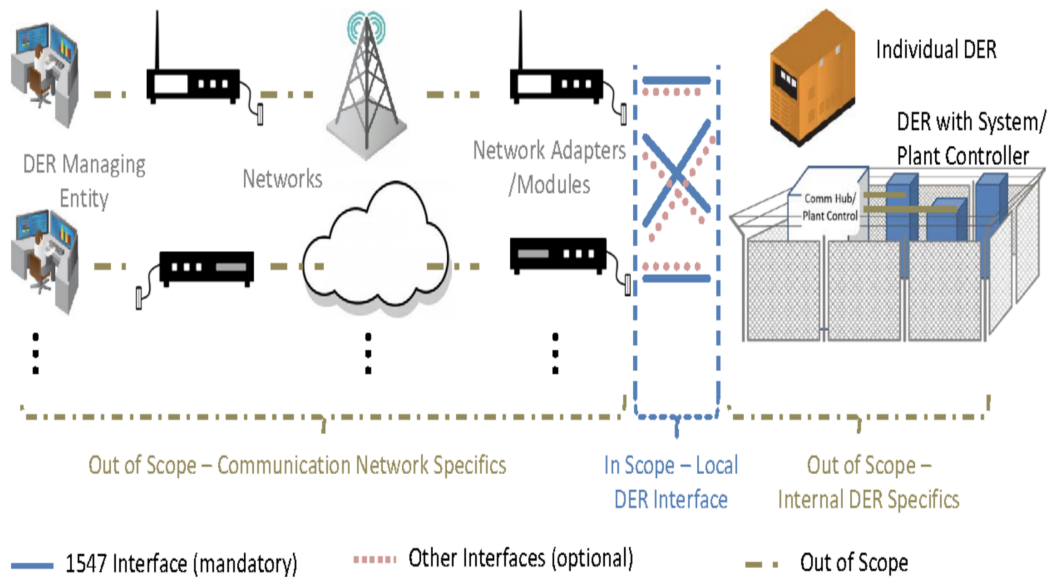 Individual DER
DER with System/
Plant Controller
DER Managing
Entity
Networks
Network Adapters
/Modules
Comm Hub/
Plant Control
Out of Scope – Communication Network Specifics
In Scope – Local
DER Interface
Out of Scope –
Internal DER Specifics
1547 Interface (mandatory)
Other Interfaces (optional)
Out of Scope